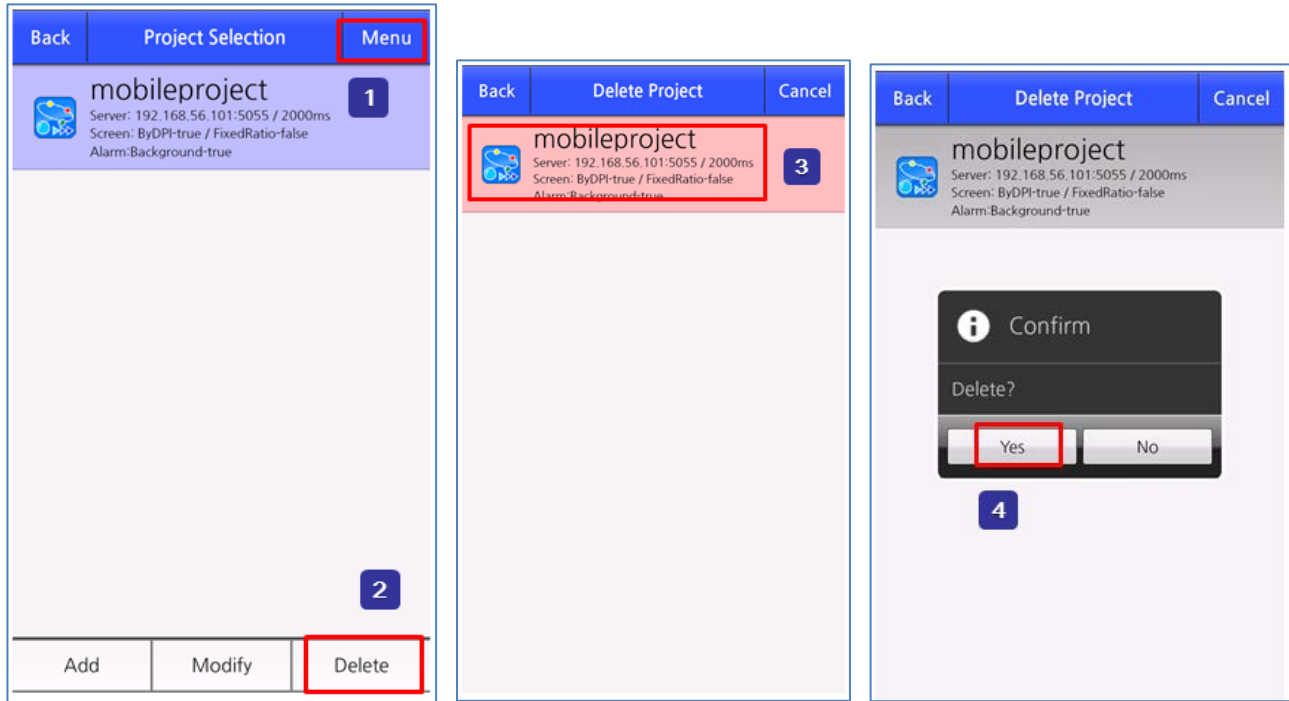 Back Project Selection Menu
mobileproject
Server: 192.168.56.101:5055 / 2000ms
Screen: ByDPI-true / FixedRatio-false
Alarm:Background-true
1
2
Add Modify Delete
Back Delete Project Cancel
mobileproject
Server: 192.168.56.101:5055 / 2000ms
Screen: ByDPI-true / FixedRatio-false
Alarm:Background-true
3
Back Delete Project Cancel
mobileproject
Server: 192.168.56.101:5055 / 2000ms
Screen: ByDPI-true / FixedRatio-false
Alarm:Background-true
Confirm
Delete?
Yes No
4